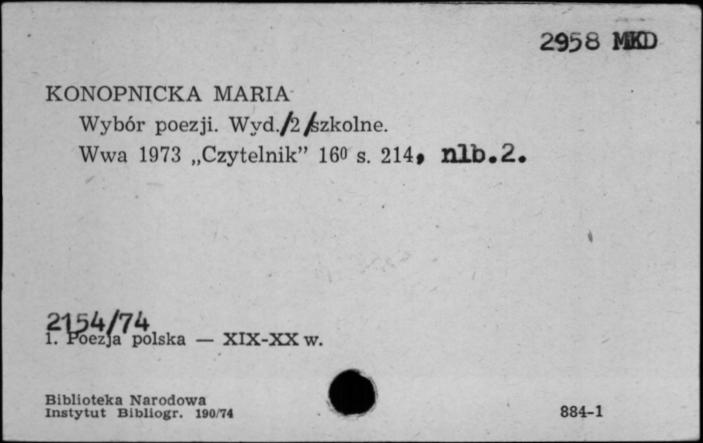 2958 MKD
KONOPNICKA MARIA
Wybór poezji. Wyd./2/szkolne.
Wwa 1973 „Czytelnik” 16⁰ s. 214, nlb.2.
2154/74
1. Poezja polska — XIX-XX w.
Biblioteka Narodowa
Instytut Bibliogr. 190/74
884-1